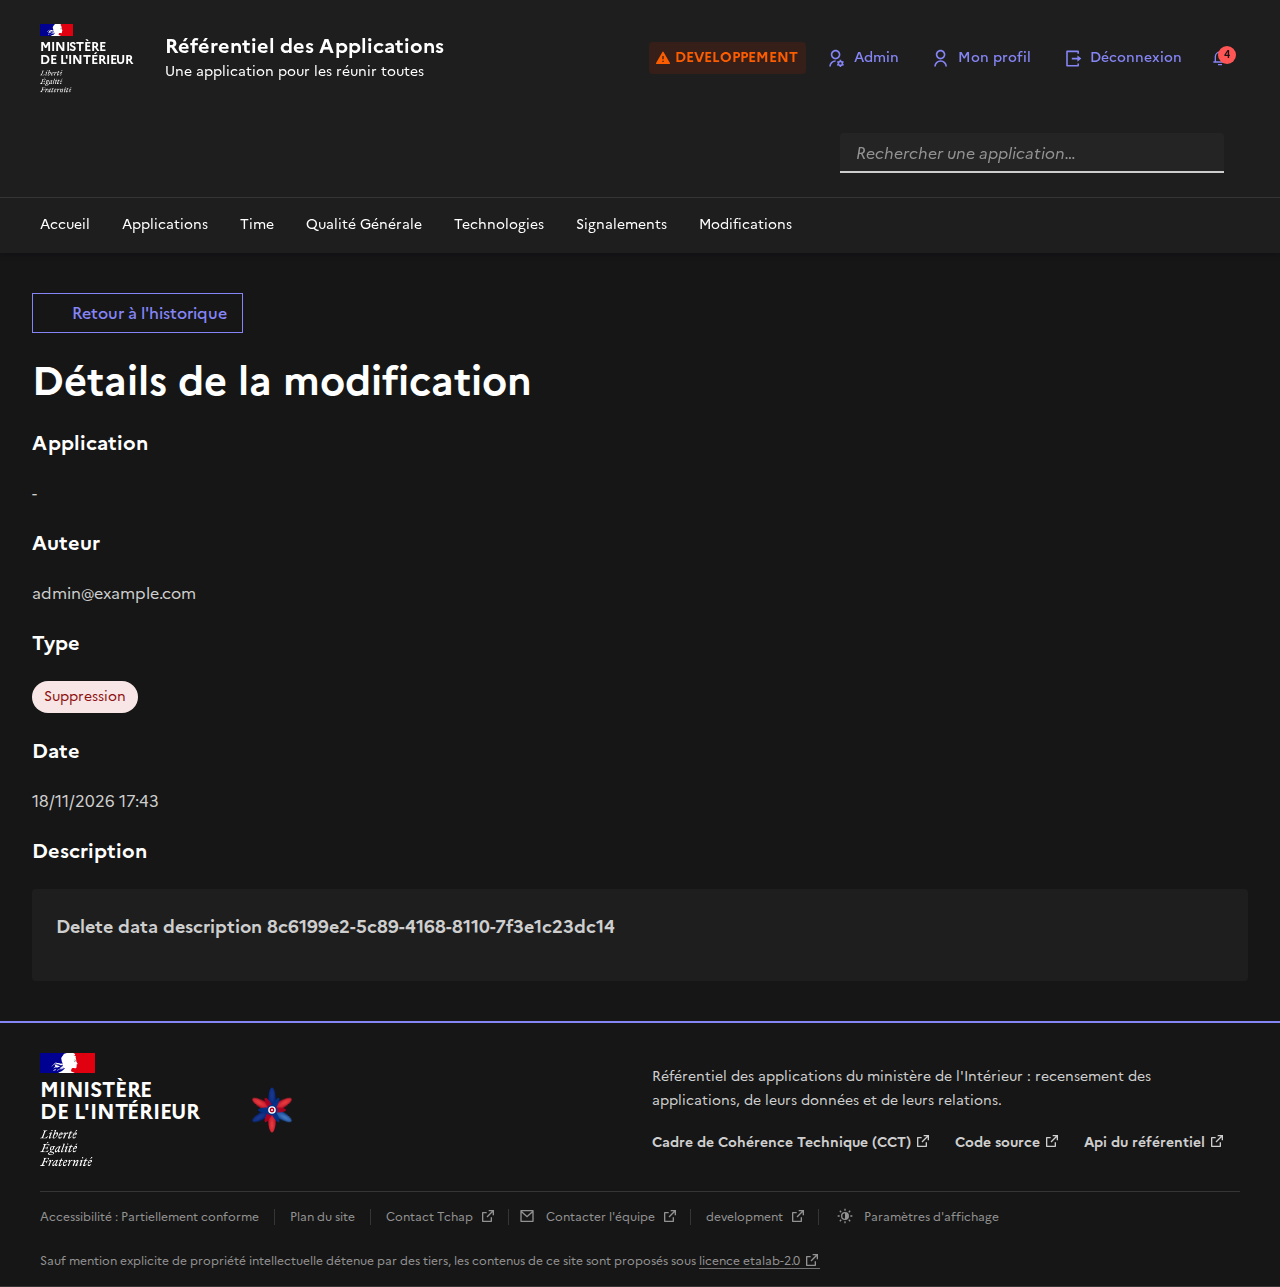 MINISTÈRE
DE L'INTÉRIEUR
Liberté
Égalité
Fraternité
Référentiel des Applications
Une application pour les réunir toutes
DEVELOPPEMENT
Admin
Mon profil
Déconnexion
4
Rechercher une application…
Accueil
Applications
Time
Qualité Générale
Technologies
Signalements
Modifications
Retour à l'historique
Détails de la modification
Application
-
Auteur
admin@example.com
Type
Suppression
Date
18/11/2026 17:43
Description
Delete data description 8c6199e2-5c89-4168-8110-7f3e1c23dc14
MINISTÈRE
DE L'INTÉRIEUR
Liberté
Égalité
Fraternité
Référentiel des applications du ministère de l'Intérieur : recensement des
applications, de leurs données et de leurs relations.
Cadre de Cohérence Technique (CCT)
Code source
Api du référentiel
Accessibilité : Partiellement conforme
Plan du site
Contact Tchap
Contacter l'équipe
development
Paramètres d'affichage
Sauf mention explicite de propriété intellectuelle détenue par des tiers, les contenus de ce site sont proposés sous licence etalab-2.0